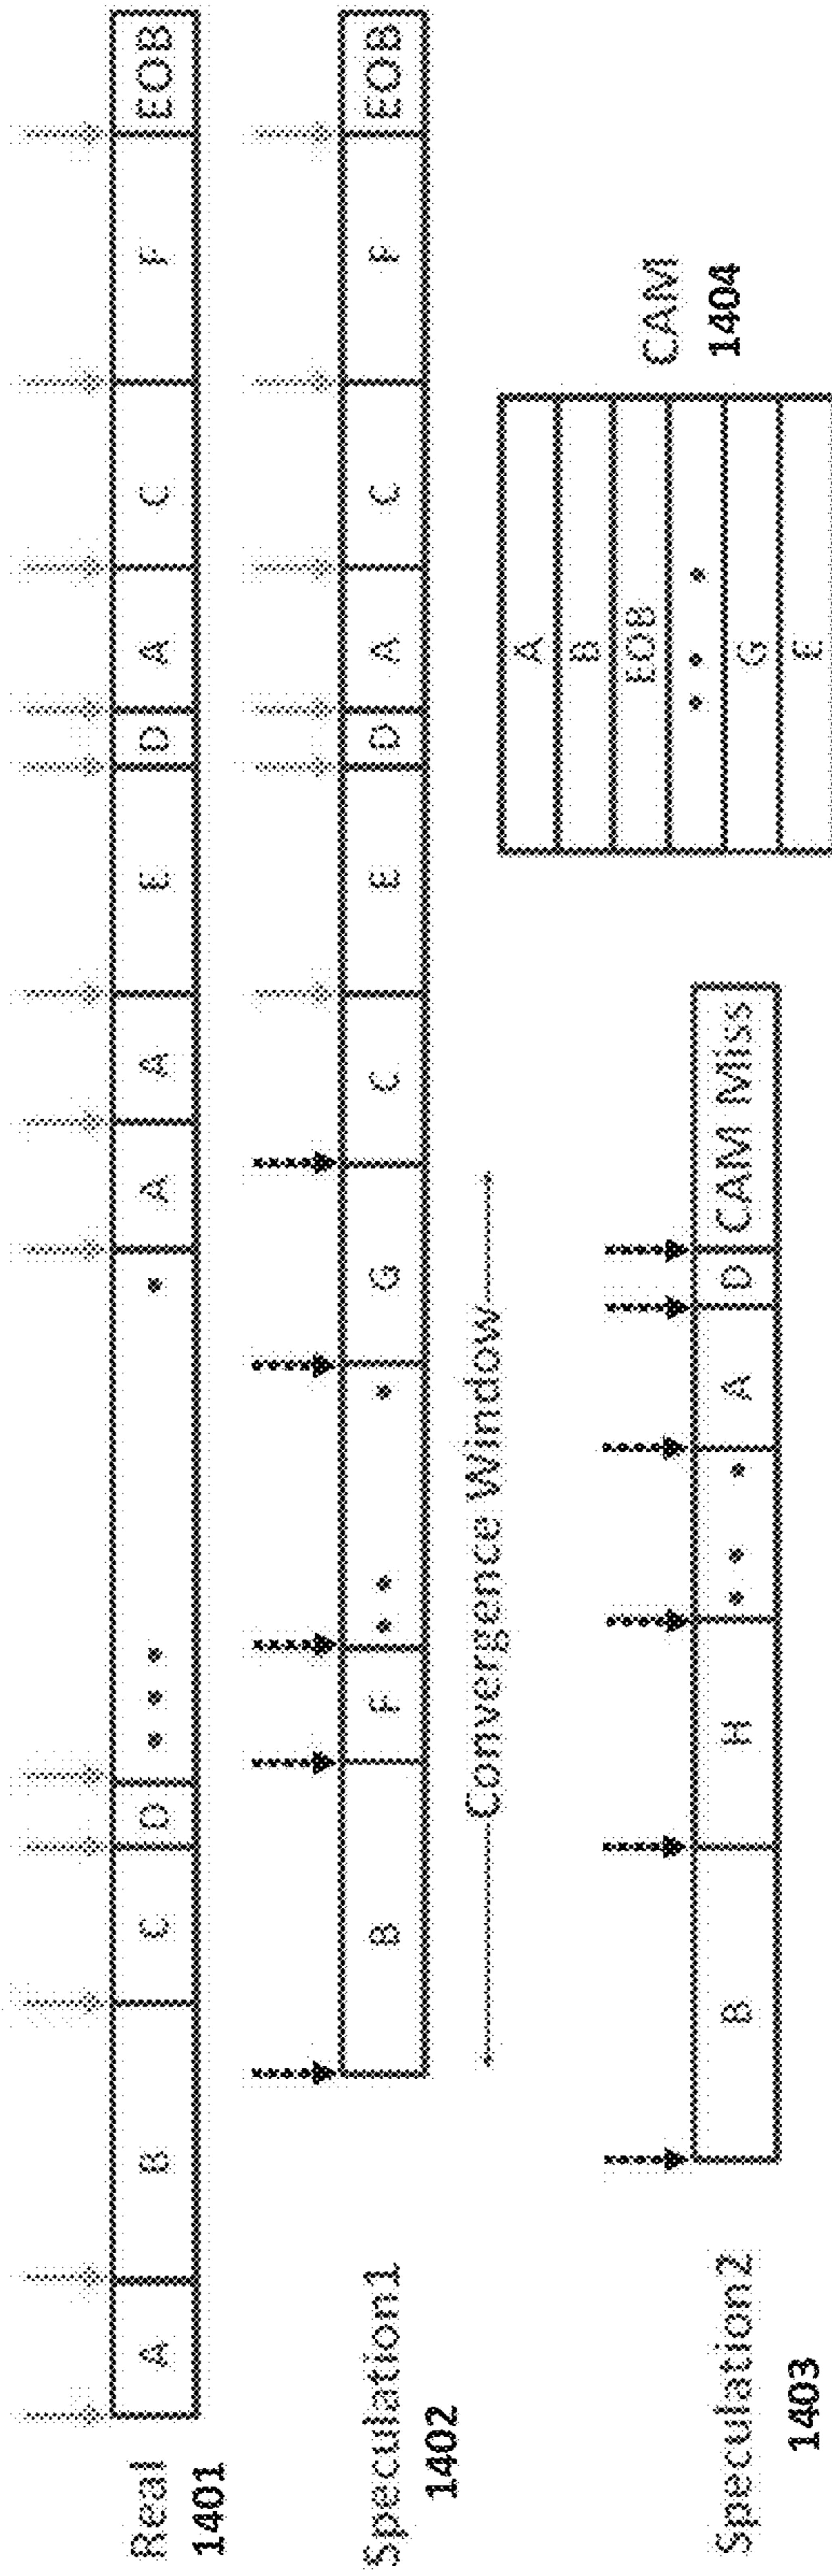 Real
1401
A B C D • • • • A A E D A C F EOB
Speculation1
1402
B F • • • G C E D A C F EOB
Convergence Window
Speculation2
1403
B H • • • A D CAM Miss
A
B
EOB
• • •
G
E
CAM
1404